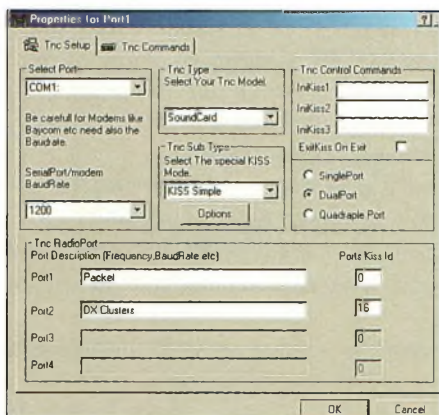 Properties for Port1
Tnc Setup
Tnc Commands
Select Port
COM1:
Be careful for Modems like
Baycom etc need also the
Baudrate.
SerialPort/modem
BaudRate
1200
Tnc Type
Select Your Tnc Model.
SoundCard
Tnc Sub Type
Select The special KISS
Mode.
KISS Simple
Options
Tnc Control Commands
IniKiss1
IniKiss2
IniKiss3
ExitKiss On Exit
SinglePort
DualPort
Quadraple Port
Tnc RadioPort
Port Description (Frequency,BaudRate etc)
Ports Kiss Id
Port1 Packet 0
Port2 DX Clusters 16
Port3 0
Port4 0
OK
Cancel